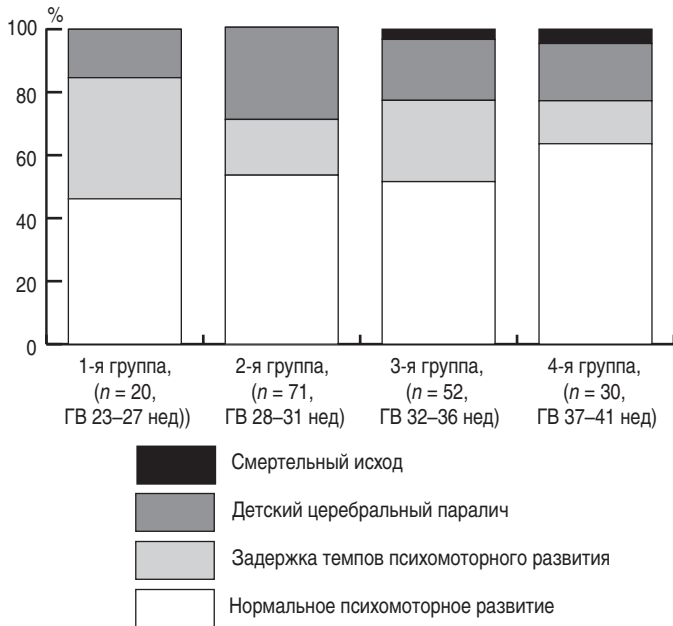 %
100
80
60
40
20
0
1-я группа,
(n = 20,
ГВ 23–27 нед))
2-я группа,
(n = 71,
ГВ 28–31 нед)
3-я группа,
(n = 52,
ГВ 32–36 нед)
4-я группа,
(n = 30,
ГВ 37–41 нед)
Смертельный исход
Детский церебральный паралич
Задержка темпов психомоторного развития
Нормальное психомоторное развитие